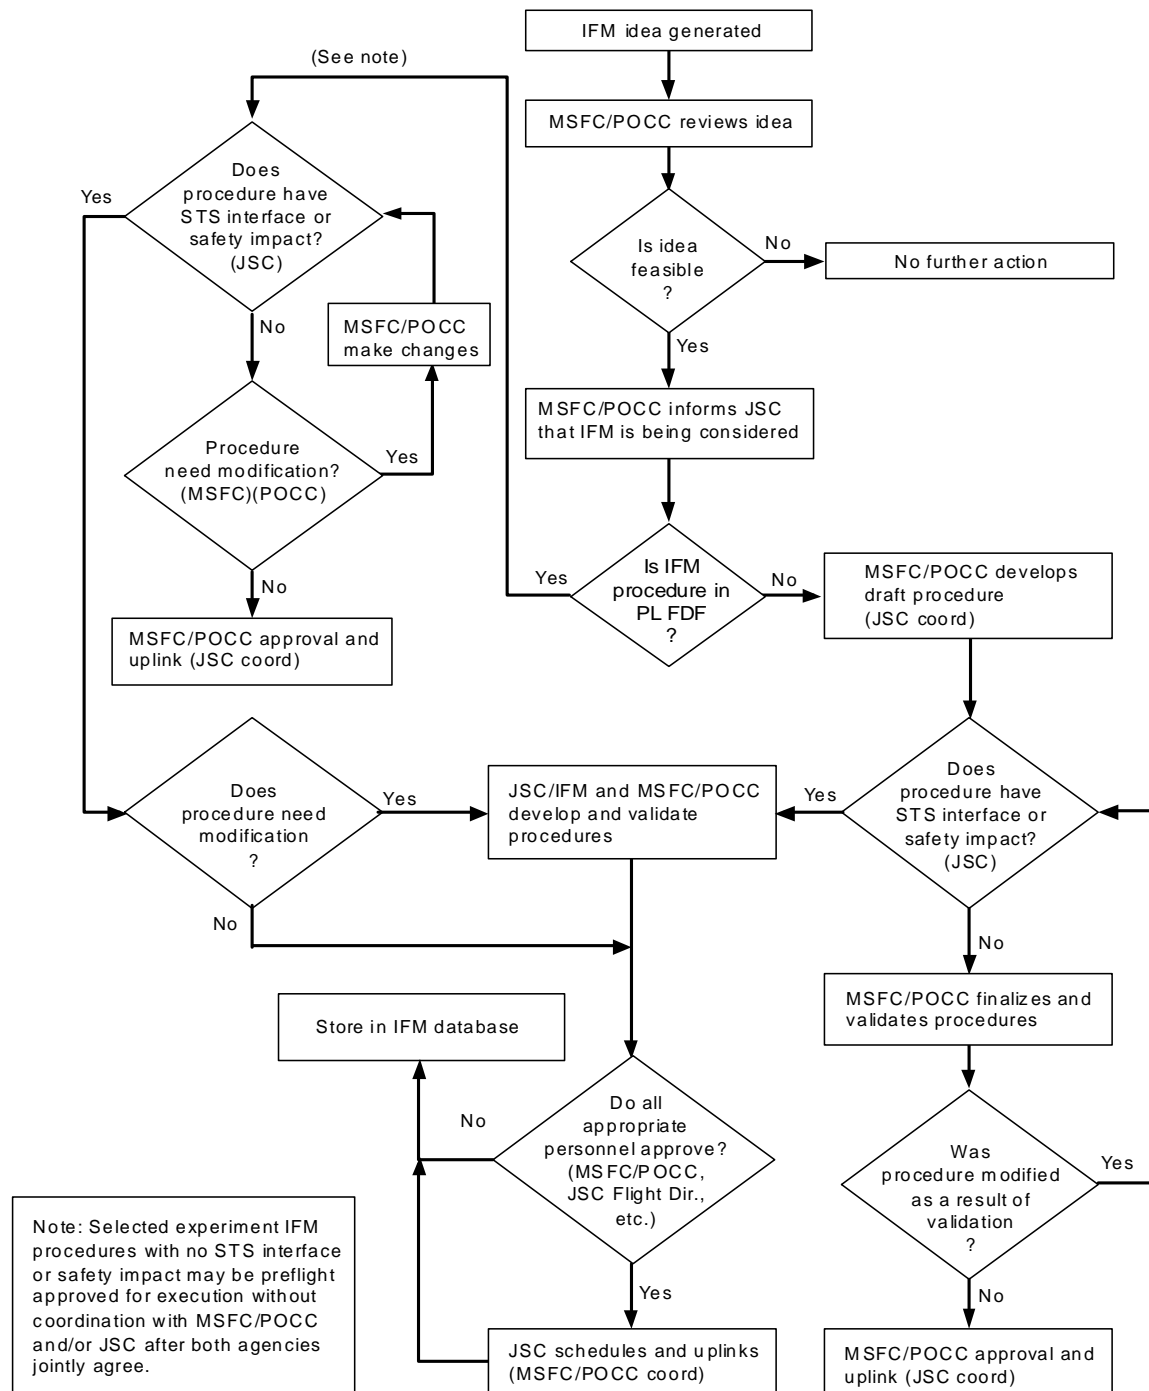 IFM idea generated
(See note)
MSFC/POCC reviews idea
Does
procedure have
STS interface or
safety impact?
(JSC)
Yes
No
Is idea
feasible
?
No
No further action
Yes
MSFC/POCC
make changes
MSFC/POCC informs JSC
that IFM is being considered
Procedure
need modification?
(MSFC)(POCC)
Yes
No
Is IFM
procedure in
PL FDF
?
Yes
No
MSFC/POCC develops
draft procedure
(JSC coord)
MSFC/POCC approval and
uplink (JSC coord)
Does
procedure need
modification
?
Yes
No
JSC/IFM and MSFC/POCC
develop and validate
procedures
Yes
Does
procedure have
STS interface or
safety impact?
(JSC)
No
MSFC/POCC finalizes and
validates procedures
Store in IFM database
No
Do all
appropriate
personnel approve?
(MSFC/POCC,
JSC Flight Dir.,
etc.)
Yes
Was
procedure modified
as a result of
validation
?
Yes
No
Note: Selected experiment IFM
procedures with no STS interface
or safety impact may be preflight
approved for execution without
coordination with MSFC/POCC
and/or JSC after both agencies
jointly agree.
JSC schedules and uplinks
(MSFC/POCC coord)
MSFC/POCC approval and
uplink (JSC coord)